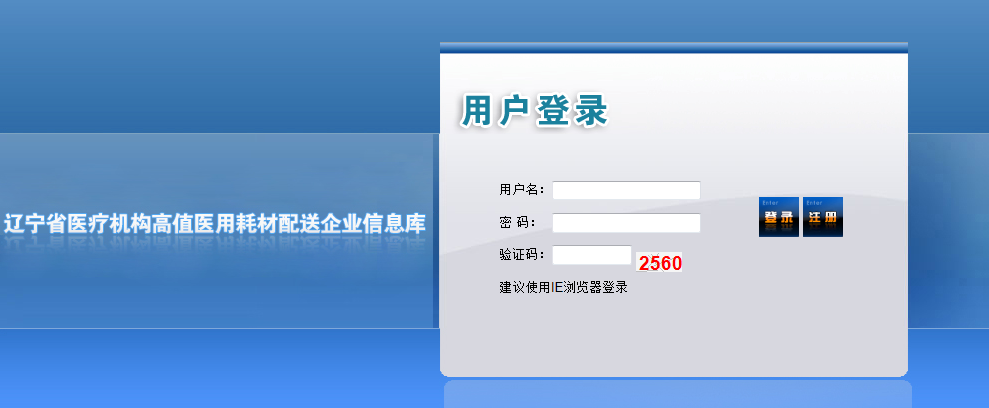 用户登录
辽宁省医疗机构高值医用耗材配送企业信息库
用户名：
密 码：
验证码：
2560
建议使用IE浏览器登录
Enter
登录
Enter
注册